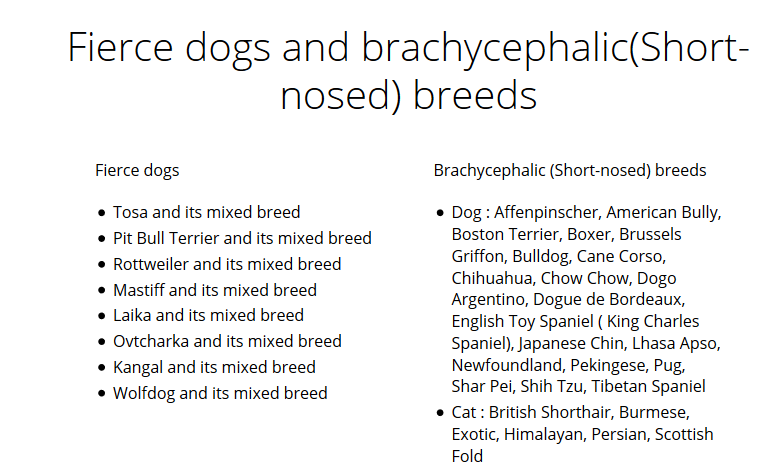 Fierce dogs and brachycephalic(Short-
nosed) breeds
Fierce dogs
• Tosa and its mixed breed
• Pit Bull Terrier and its mixed breed
• Rottweiler and its mixed breed
• Mastiff and its mixed breed
• Laika and its mixed breed
• Ovtcharka and its mixed breed
• Kangal and its mixed breed
• Wolfdog and its mixed breed
Brachycephalic (Short-nosed) breeds
• Dog : Affenpinscher, American Bully,
Boston Terrier, Boxer, Brussels
Griffon, Bulldog, Cane Corso,
Chihuahua, Chow Chow, Dogo
Argentino, Dogue de Bordeaux,
English Toy Spaniel ( King Charles
Spaniel), Japanese Chin, Lhasa Apso,
Newfoundland, Pekingese, Pug,
Shar Pei, Shih Tzu, Tibetan Spaniel
• Cat : British Shorthair, Burmese,
Exotic, Himalayan, Persian, Scottish
Fold